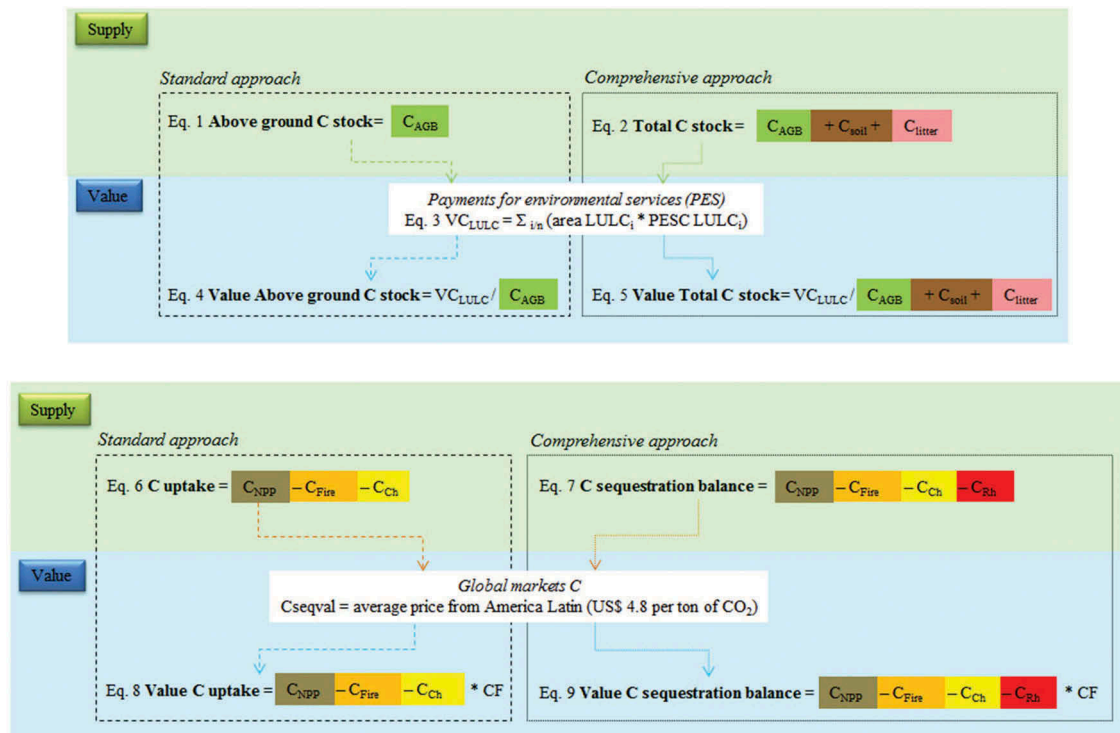 Supply
Standard approach
Comprehensive approach
Eq. 1 Above ground C stock= C_AGB
Eq. 2 Total C stock= C_AGB + C_soil + C_litter
Value
Payments for environmental services (PES)
Eq. 3 VC_LULC = Σ i/n (area LULC_i * PESC LULC_i)
Eq. 4 Value Above ground C stock= VC_LULC / C_AGB
Eq. 5 Value Total C stock= VC_LULC / C_AGB + C_soil + C_litter
Supply
Standard approach
Comprehensive approach
Eq. 6 C uptake = C_NPP – C_Fire – C_Ch
Eq. 7 C sequestration balance = C_NPP – C_Fire – C_Ch – C_Rh
Value
Global markets C
Cseqval = average price from America Latin (US$ 4.8 per ton of CO₂)
Eq. 8 Value C uptake = C_NPP – C_Fire – C_Ch * CF
Eq. 9 Value C sequestration balance = C_NPP – C_Fire – C_Ch – C_Rh * CF